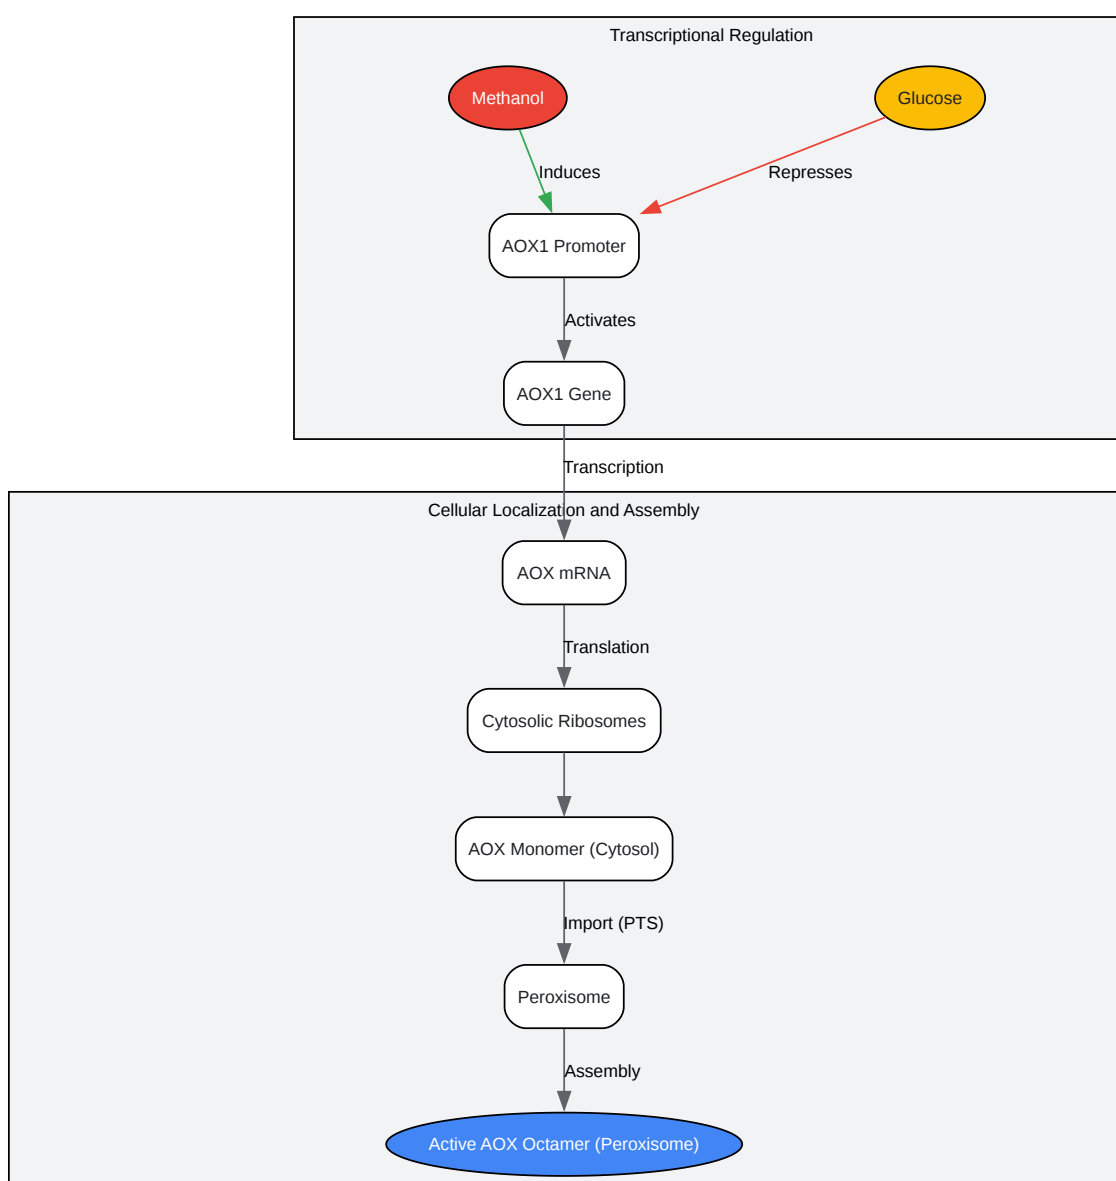 Transcriptional Regulation
Methanol
Glucose
Induces
Represses
AOX1 Promoter
Activates
AOX1 Gene
Transcription
Cellular Localization and Assembly
AOX mRNA
Translation
Cytosolic Ribosomes
AOX Monomer (Cytosol)
Import (PTS)
Peroxisome
Assembly
Active AOX Octamer (Peroxisome)